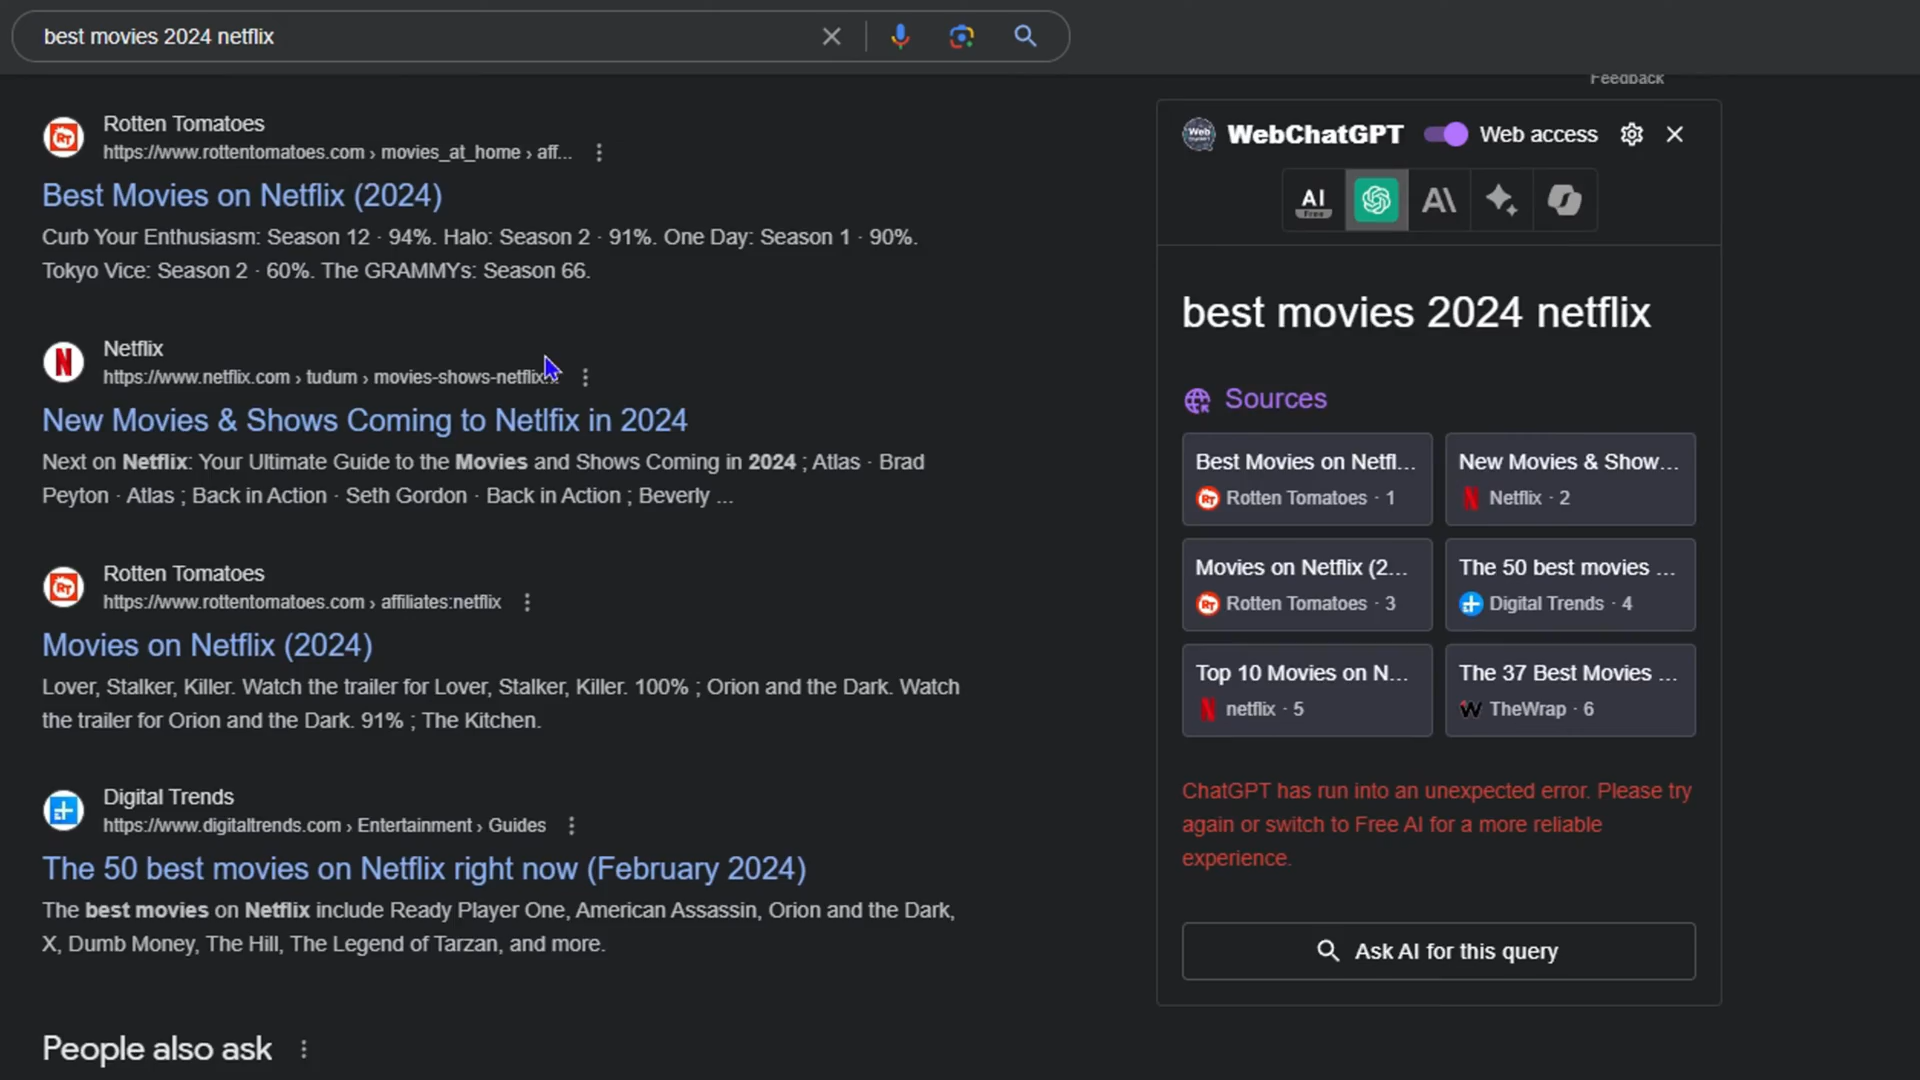 best movies 2024 netflix
Feedback
Rotten Tomatoes
https://www.rottentomatoes.com › movies_at_home › aff...
Best Movies on Netflix (2024)
Curb Your Enthusiasm: Season 12 · 94%. Halo: Season 2 · 91%. One Day: Season 1 · 90%.
Tokyo Vice: Season 2 · 60%. The GRAMMYs: Season 66.
Netflix
https://www.netflix.com › tudum › movies-shows-netflix...
New Movies & Shows Coming to Netlfix in 2024
Next on Netflix: Your Ultimate Guide to the Movies and Shows Coming in 2024 ; Atlas · Brad
Peyton · Atlas ; Back in Action · Seth Gordon · Back in Action ; Beverly ...
Rotten Tomatoes
https://www.rottentomatoes.com › affiliates:netflix
Movies on Netflix (2024)
Lover, Stalker, Killer. Watch the trailer for Lover, Stalker, Killer. 100% ; Orion and the Dark. Watch
the trailer for Orion and the Dark. 91% ; The Kitchen.
Digital Trends
https://www.digitaltrends.com › Entertainment › Guides
The 50 best movies on Netflix right now (February 2024)
The best movies on Netflix include Ready Player One, American Assassin, Orion and the Dark,
X, Dumb Money, The Hill, The Legend of Tarzan, and more.
People also ask
WebChatGPT Web access
AI
Free
best movies 2024 netflix
Sources
Best Movies on Netfl...
Rotten Tomatoes · 1
New Movies & Show...
Netflix · 2
Movies on Netflix (2...
Rotten Tomatoes · 3
The 50 best movies ...
Digital Trends · 4
Top 10 Movies on N...
netflix · 5
The 37 Best Movies ...
TheWrap · 6
ChatGPT has run into an unexpected error. Please try
again or switch to Free AI for a more reliable
experience.
Ask AI for this query